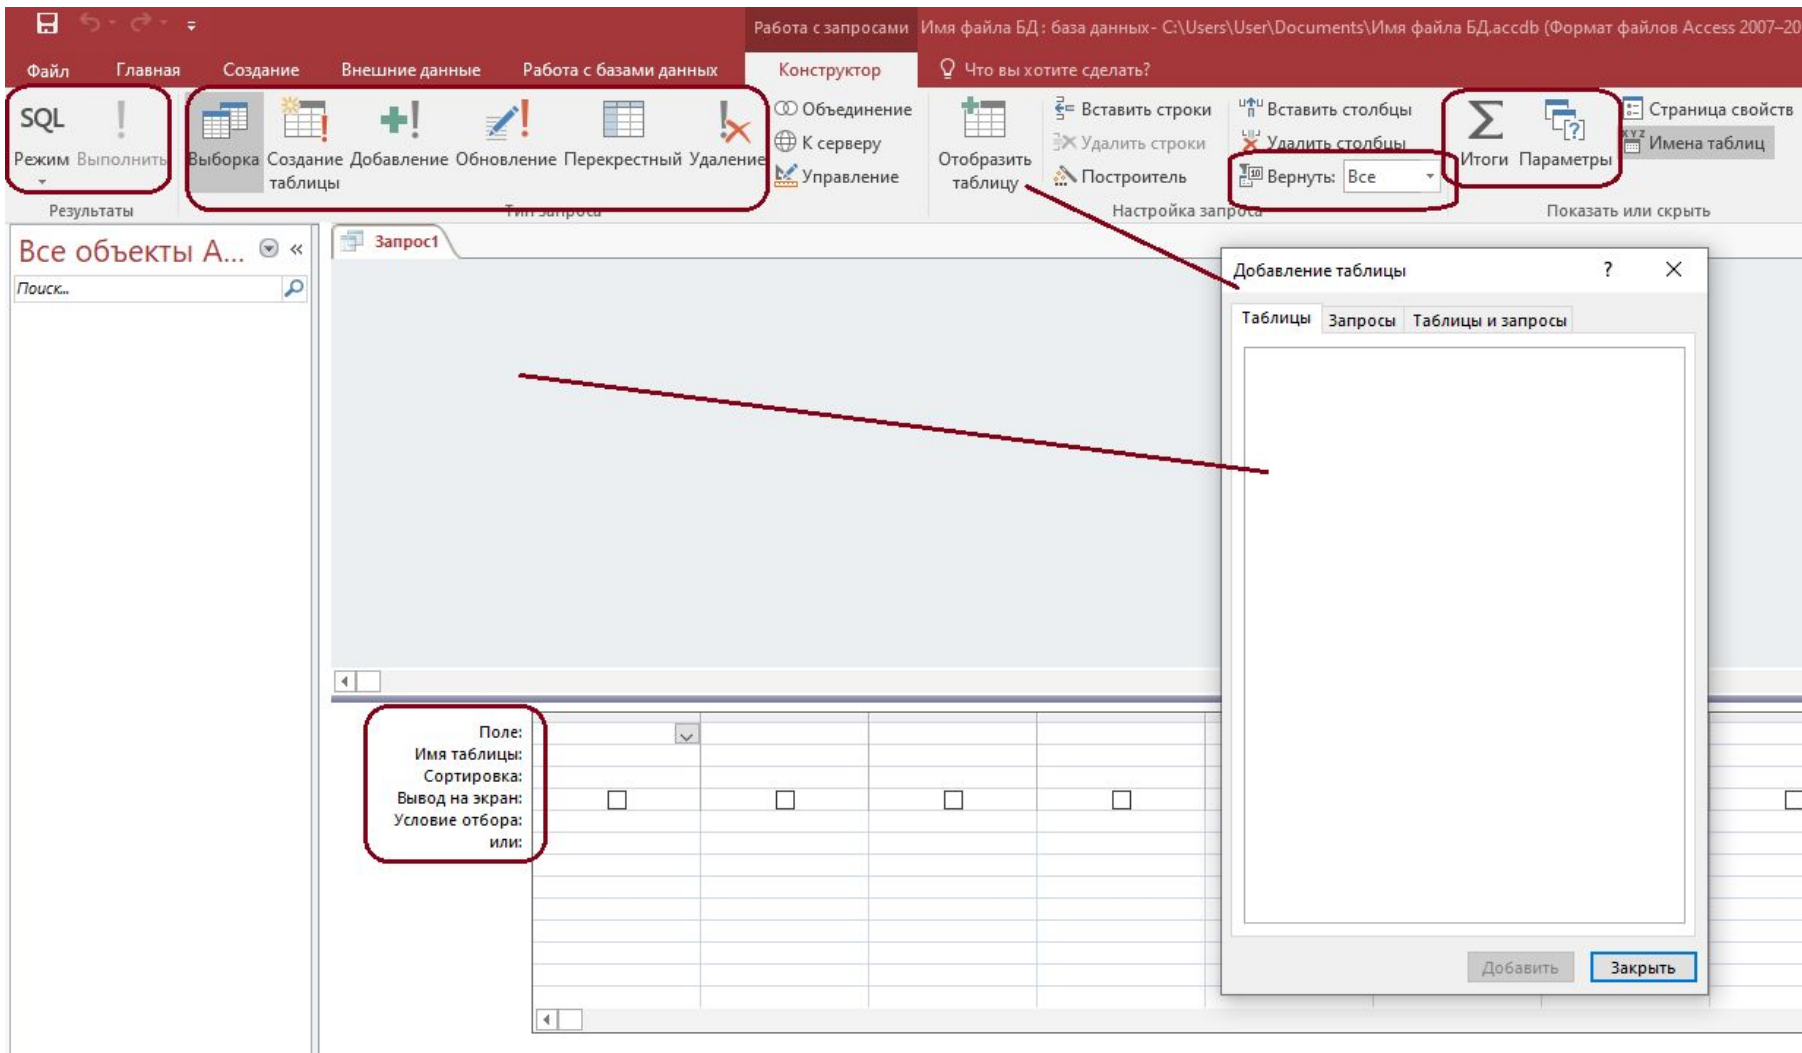 Работа с запросами Имя файла БД : база данных- C:\Users\User\Documents\Имя файла БД.accdb (Формат файлов Access 2007–20
Файл Главная Создание Внешние данные Работа с базами данных Конструктор Что вы хотите сделать?
SQL
Режим Выполнить
Результаты
Выборка Создание таблицы Добавление Обновление Перекрестный Удаление
Объединение
К серверу
Управление
Тип запроса
Отобразить таблицу
Вставить строки
Удалить строки
Построитель
Вставить столбцы
Удалить столбцы
Вернуть: Все
Настройка запроса
Итоги Параметры
Страница свойств
XYZ Имена таблиц
Показать или скрыть
Все объекты A... «
Поиск...
Запрос1
Добавление таблицы ?
Таблицы Запросы Таблицы и запросы
Добавить Закрыть
Поле:
Имя таблицы:
Сортировка:
Вывод на экран:
Условие отбора:
или: